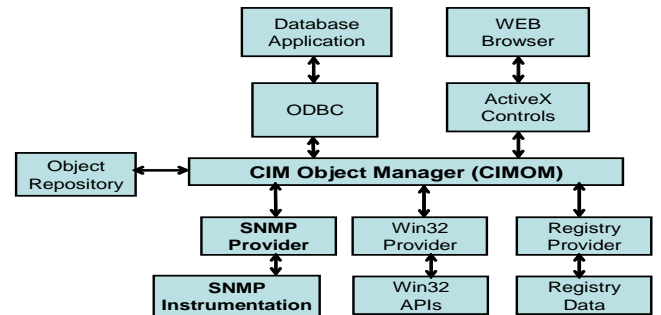 Database
Application
WEB
Browser
ODBC
ActiveX
Controls
Object
Repository
CIM Object Manager (CIMOM)
SNMP
Provider
Win32
Provider
Registry
Provider
SNMP
Instrumentation
Win32
APIs
Registry
Data